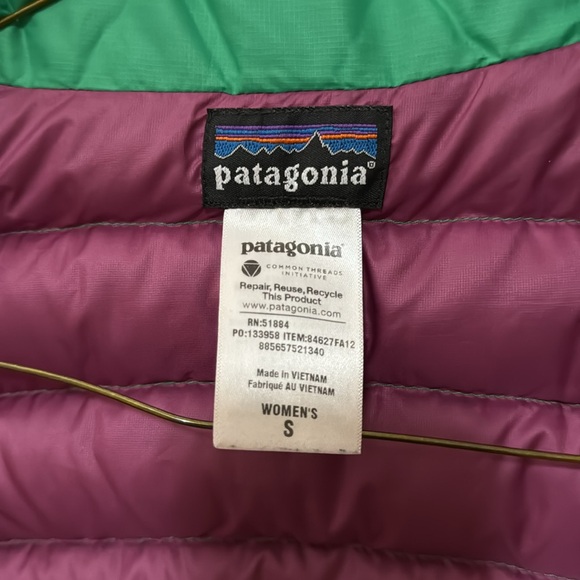 patagonia
patagonia
COMMON THREADS
INITIATIVE
Repair, Reuse, Recycle
This Product
www.patagonia.com
RN:51884
PO:133958 ITEM:84627FA12
885657521340
Made in VIETNAM
Fabriqué AU VIETNAM
WOMEN'S
S